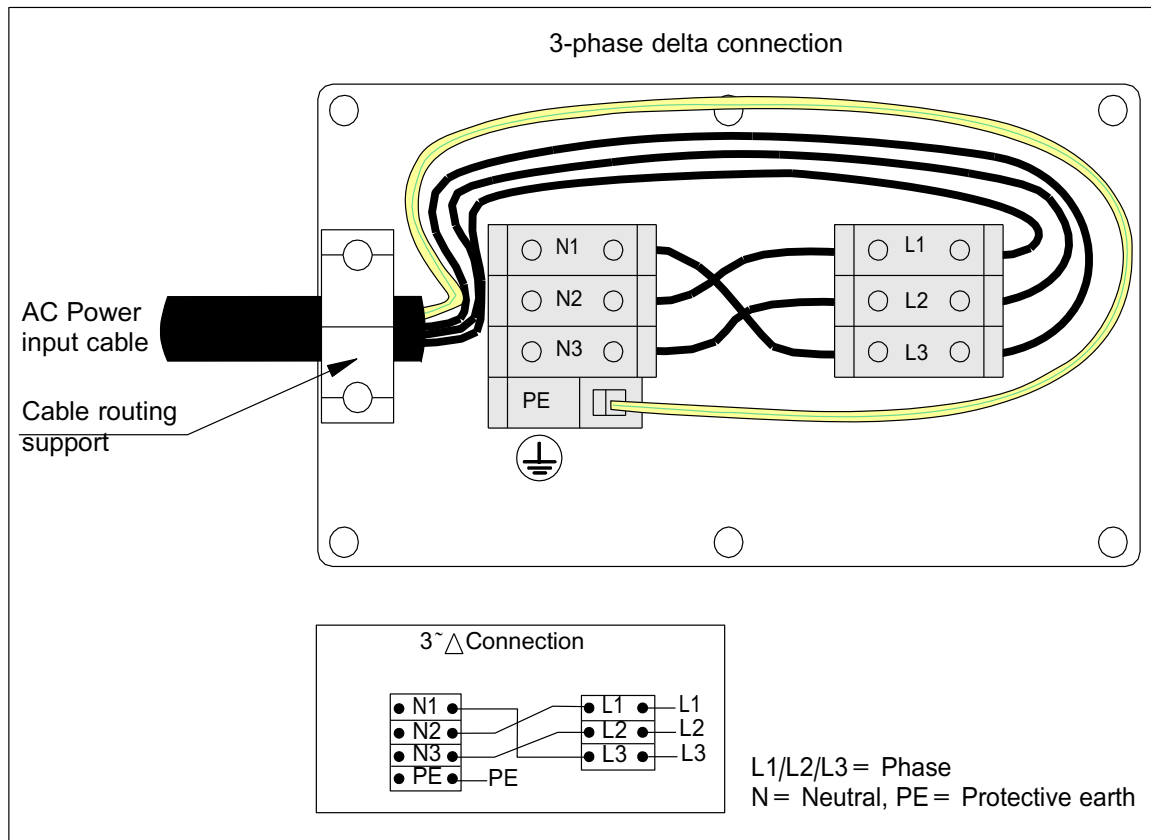 3-phase delta connection
N1
L1
N2
L2
N3
L3
PE
AC Power
input cable
Cable routing
support
3~△Connection
N1 L1 L1
N2 L2 L2
N3 L3 L3
PE PE
L1/L2/L3= Phase
N= Neutral, PE= Protective earth